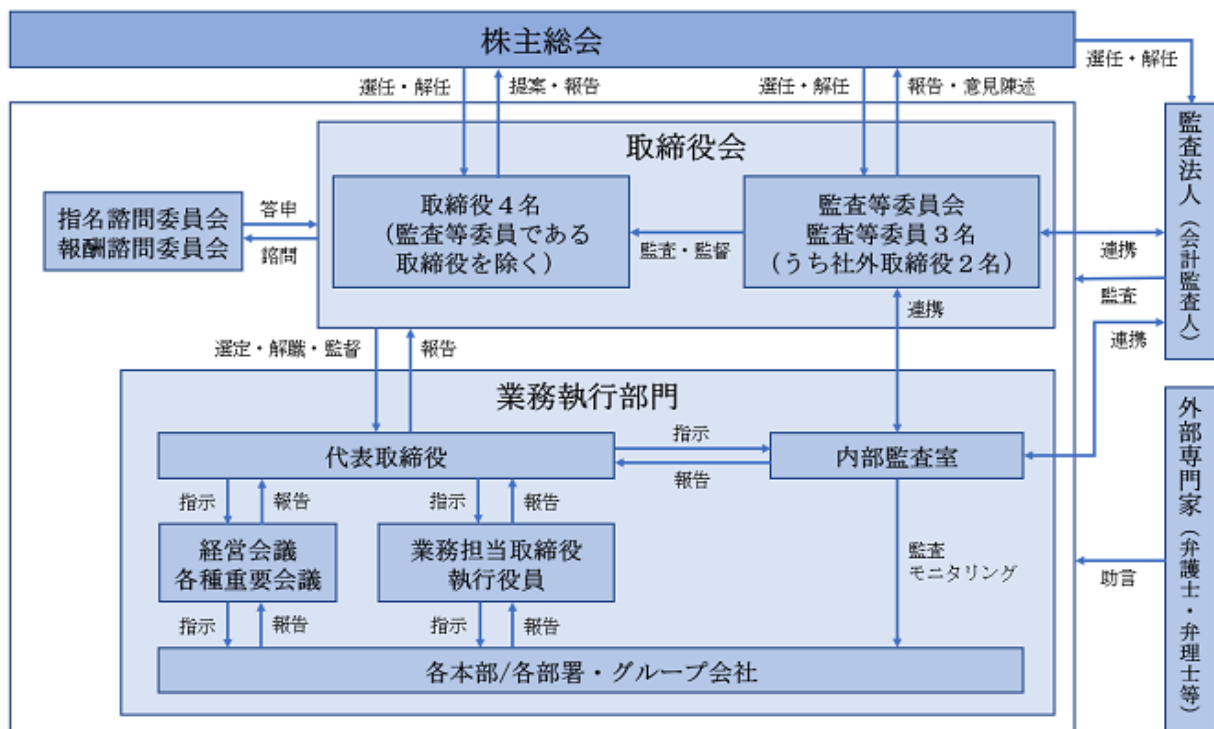 株主総会
選任・解任
提案・報告
選任・解任
報告・意見陳述
選任・解任
取締役会
取締役4名
（監査等委員である
取締役を除く）
監査・監督
監査等委員会
監査等委員3名
（うち社外取締役2名）
指名諮問委員会
報酬諮問委員会
答申
諮問
連携
監査
連携
監査法人（会計監査人）
連携
選定・解職・監督
報告
業務執行部門
代表取締役
指示
報告
内部監査室
指示
報告
指示
報告
経営会議
各種重要会議
業務担当取締役
執行役員
監査
モニタリング
指示
報告
指示
報告
各本部/各部署・グループ会社
助言
外部専門家（弁護士・弁理士等）